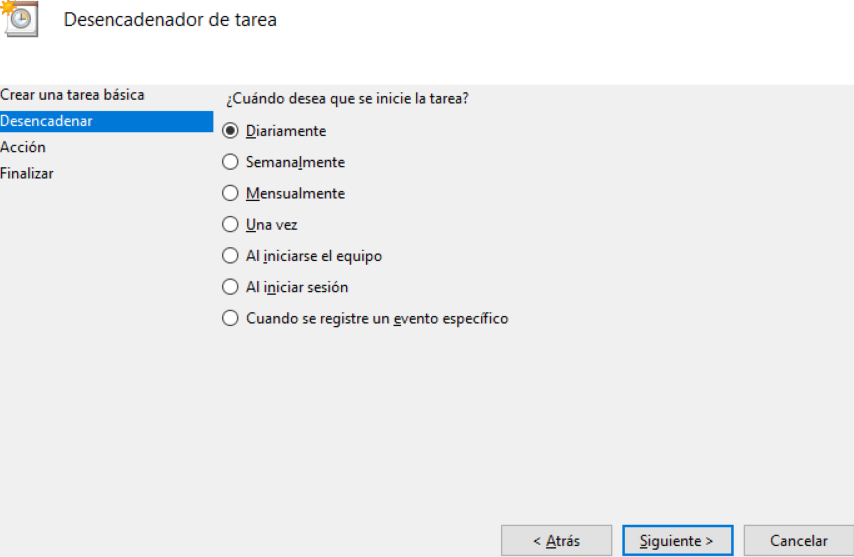 Desencadenador de tarea
Crear una tarea básica
Desencadenar
Acción
Finalizar
¿Cuándo desea que se inicie la tarea?
Diariamente
Semanalmente
Mensualmente
Una vez
Al iniciarse el equipo
Al iniciar sesión
Cuando se registre un evento específico
< Atrás
Siguiente >
Cancelar